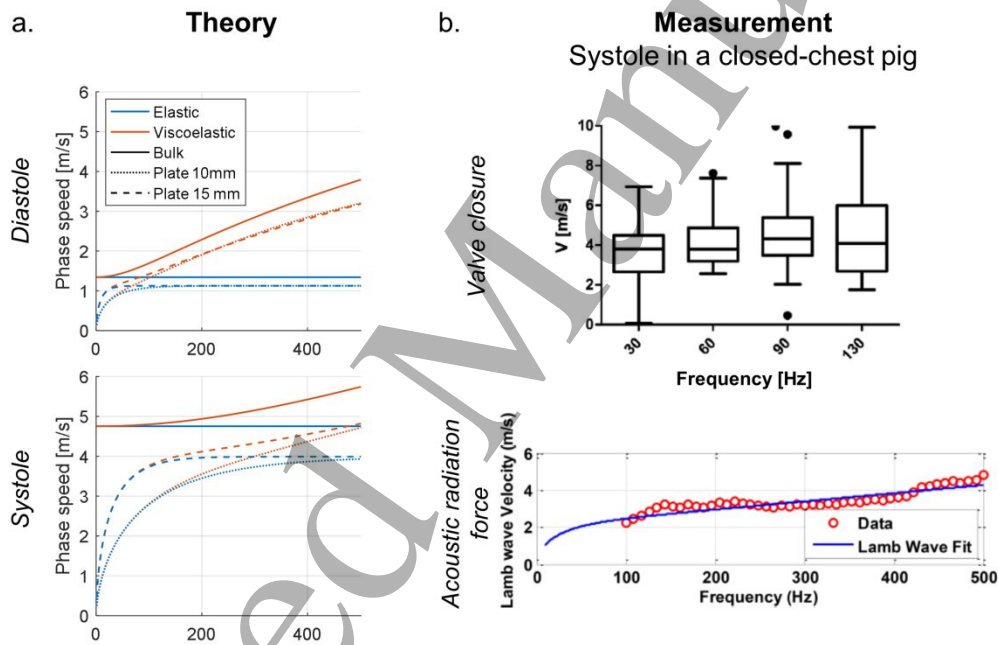 a.
Theory
Diastole
Phase speed [m/s]
6
5
4
3
2
1
0
Elastic
Viscoelastic
Bulk
Plate 10mm
Plate 15 mm
0
200
400
Systole
Phase speed [m/s]
6
5
4
3
2
1
0
0
200
400
b.
Measurement
Systole in a closed-chest pig
Valve closure
V [m/s]
10
8
6
4
2
0
30
60
90
130
Frequency [Hz]
Acoustic radiation
force
Lamb wave Velocity (m/s)
6
4
2
0
Data
Lamb Wave Fit
0
100
200
300
400
500
Frequency (Hz)
ed Manu